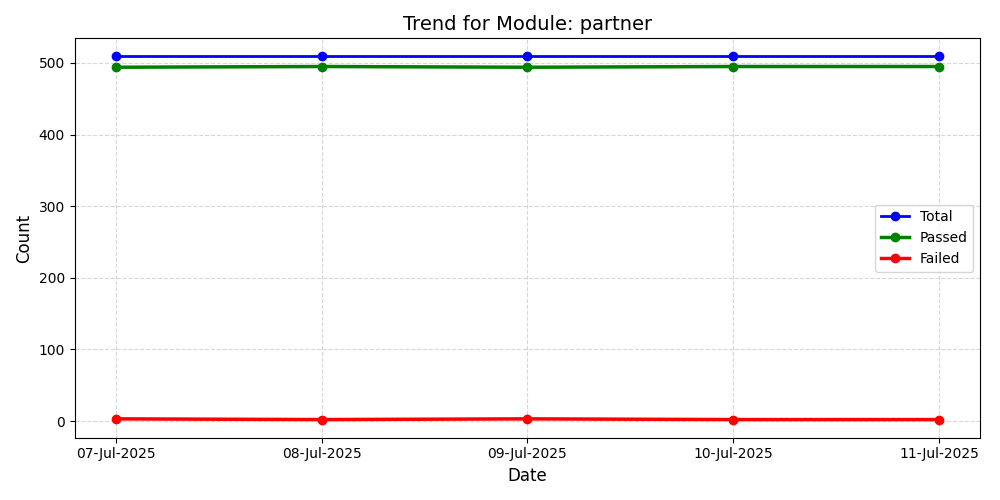 Trend for Module: partner
Count
500
400
300
200
100
0
Total
Passed
Failed
07-Jul-2025
08-Jul-2025
09-Jul-2025
10-Jul-2025
11-Jul-2025
Date